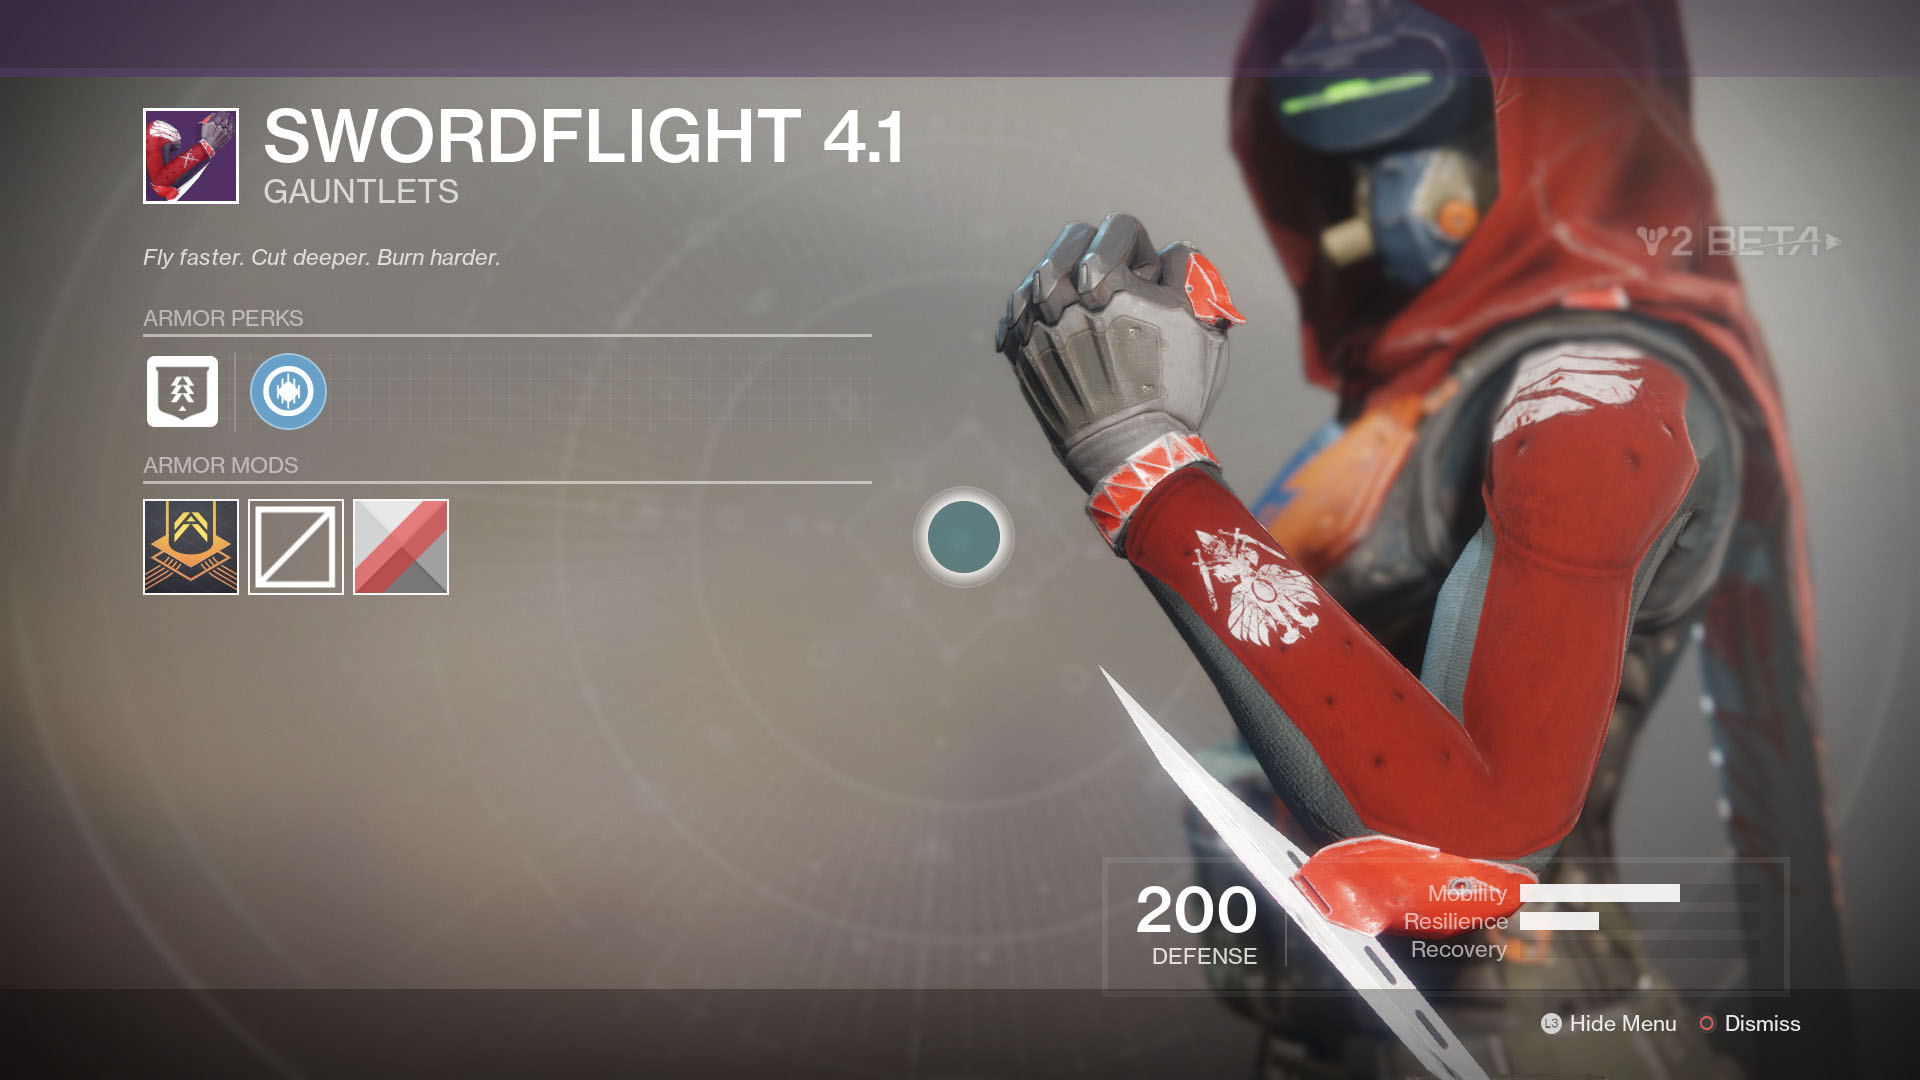 SWORDFLIGHT 4.1
GAUNTLETS
Fly faster. Cut deeper. Burn harder.
2 BETA
ARMOR PERKS
ARMOR MODS
200
DEFENSE
Mobility
Resilience
Recovery
L3 Hide Menu
Dismiss